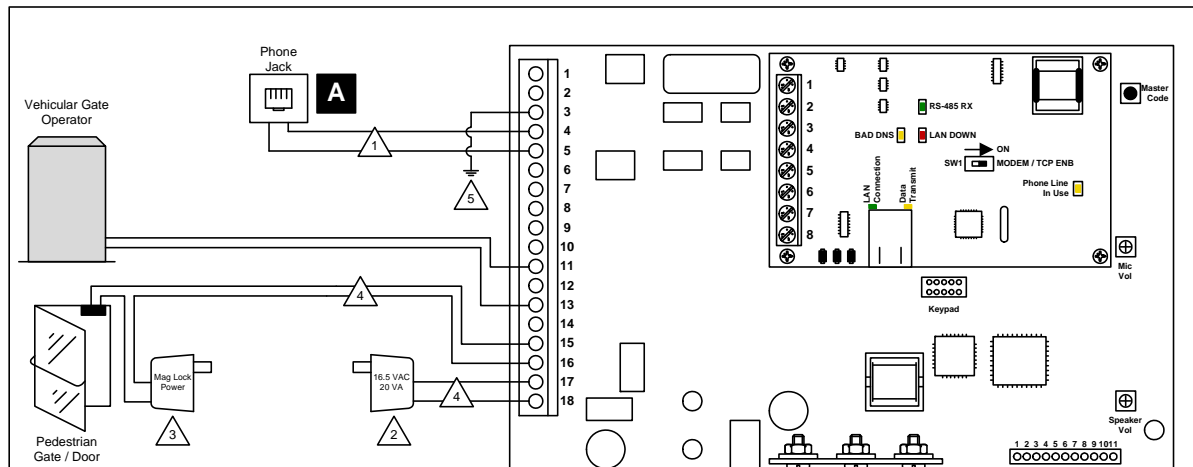 Phone
Jack
A
Vehicular Gate
Operator
1
5
4
Mag Lock
Power
3
16.5 VAC
20 VA
4
2
Pedestrian
Gate / Door
1
2
3
4
5
6
7
8
9
10
11
12
13
14
15
16
17
18
1
2
3
4
5
6
7
8
RS-485 RX
BAD DNS
LAN DOWN
ON
SW1
MODEM / TCP ENB
Phone Line
In Use
LAN
Connection
Data
Transmit
Master
Code
Mic
Vol
Keypad
Speaker
Vol
1 2 3 4 5 6 7 8 9 10 11